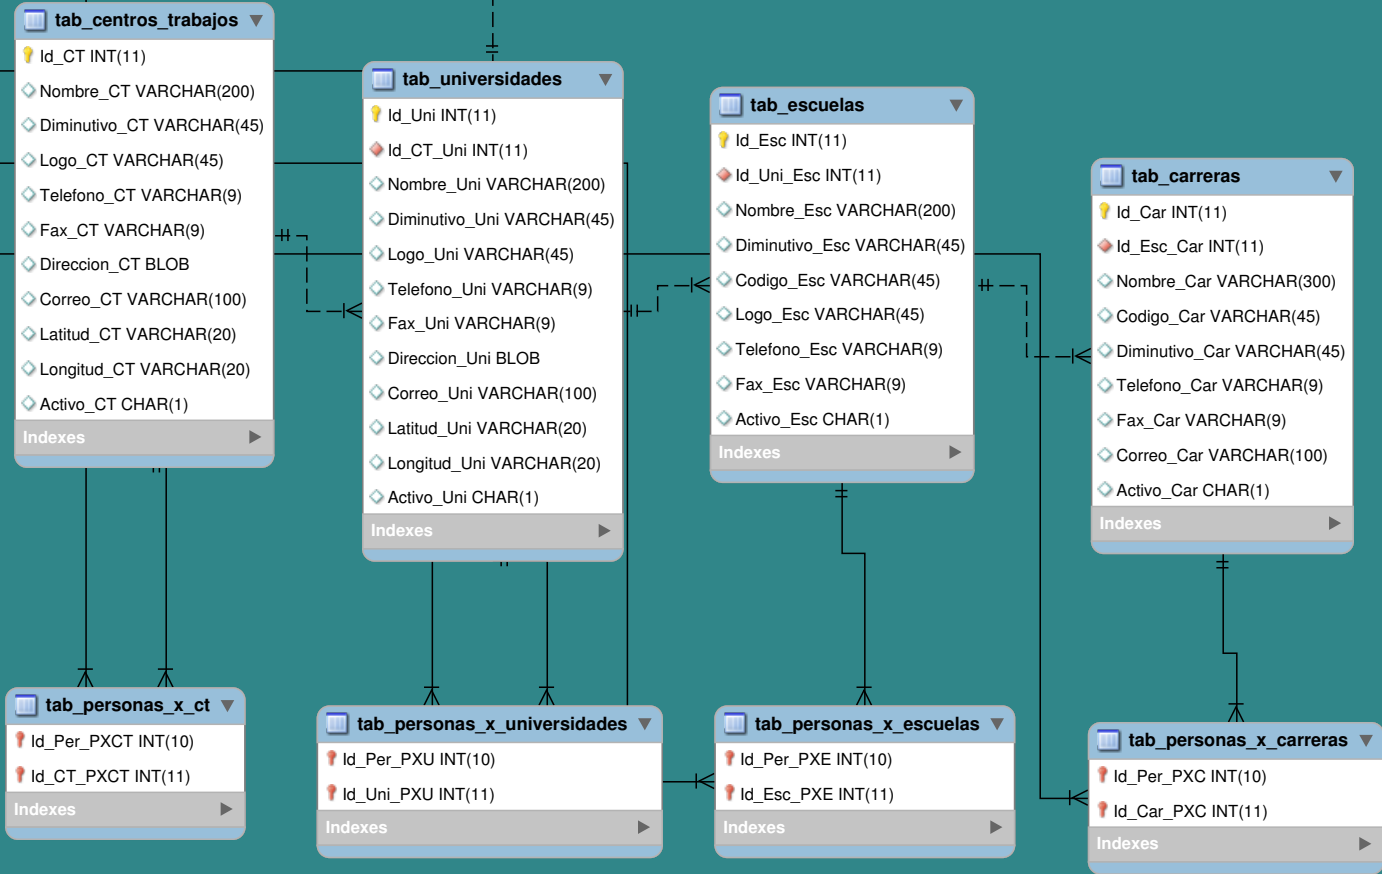 tab_centros_trabajos
Id_CT INT(11)
Nombre_CT VARCHAR(200)
Diminutivo_CT VARCHAR(45)
Logo_CT VARCHAR(45)
Telefono_CT VARCHAR(9)
Fax_CT VARCHAR(9)
Direccion_CT BLOB
Correo_CT VARCHAR(100)
Latitud_CT VARCHAR(20)
Longitud_CT VARCHAR(20)
Activo_CT CHAR(1)
Indexes
tab_universidades
Id_Uni INT(11)
Id_CT_Uni INT(11)
Nombre_Uni VARCHAR(200)
Diminutivo_Uni VARCHAR(45)
Logo_Uni VARCHAR(45)
Telefono_Uni VARCHAR(9)
Fax_Uni VARCHAR(9)
Direccion_Uni BLOB
Correo_Uni VARCHAR(100)
Latitud_Uni VARCHAR(20)
Longitud_Uni VARCHAR(20)
Activo_Uni CHAR(1)
Indexes
tab_escuelas
Id_Esc INT(11)
Id_Uni_Esc INT(11)
Nombre_Esc VARCHAR(200)
Diminutivo_Esc VARCHAR(45)
Codigo_Esc VARCHAR(45)
Logo_Esc VARCHAR(45)
Telefono_Esc VARCHAR(9)
Fax_Esc VARCHAR(9)
Activo_Esc CHAR(1)
Indexes
tab_carreras
Id_Car INT(11)
Id_Esc_Car INT(11)
Nombre_Car VARCHAR(300)
Codigo_Car VARCHAR(45)
Diminutivo_Car VARCHAR(45)
Telefono_Car VARCHAR(9)
Fax_Car VARCHAR(9)
Correo_Car VARCHAR(100)
Activo_Car CHAR(1)
Indexes
tab_personas_x_ct
Id_Per_PXCT INT(10)
Id_CT_PXCT INT(11)
Indexes
tab_personas_x_universidades
Id_Per_PXU INT(10)
Id_Uni_PXU INT(11)
Indexes
tab_personas_x_escuelas
Id_Per_PXE INT(10)
Id_Esc_PXE INT(11)
Indexes
tab_personas_x_carreras
Id_Per_PXC INT(10)
Id_Car_PXC INT(11)
Indexes